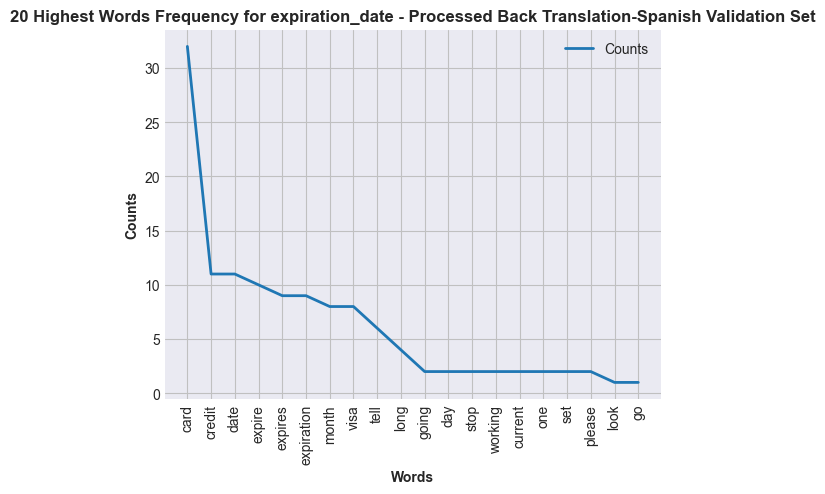 20 Highest Words Frequency for expiration_date - Processed Back Translation-Spanish Validation Set
Counts
30
25
20
15
10
5
0
Counts
card
credit
date
expire
expires
expiration
month
visa
tell
long
going
day
stop
working
current
one
set
please
look
go
Words